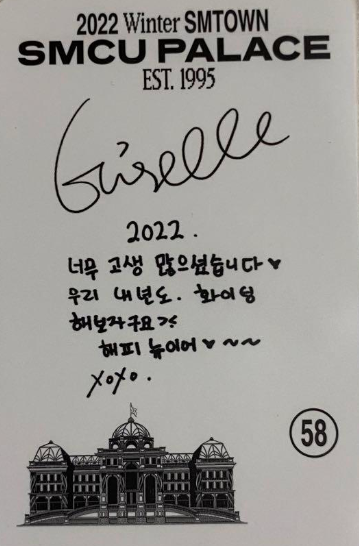 2022 Winter SMTOWN
SMCU PALACE
EST. 1995
Giselle
2022.
너무 고생 많으셨습니다♥
우리 내년도. 화이팅
해보자구요>.<
해피 뉴이어♥~~
xoxo.
58